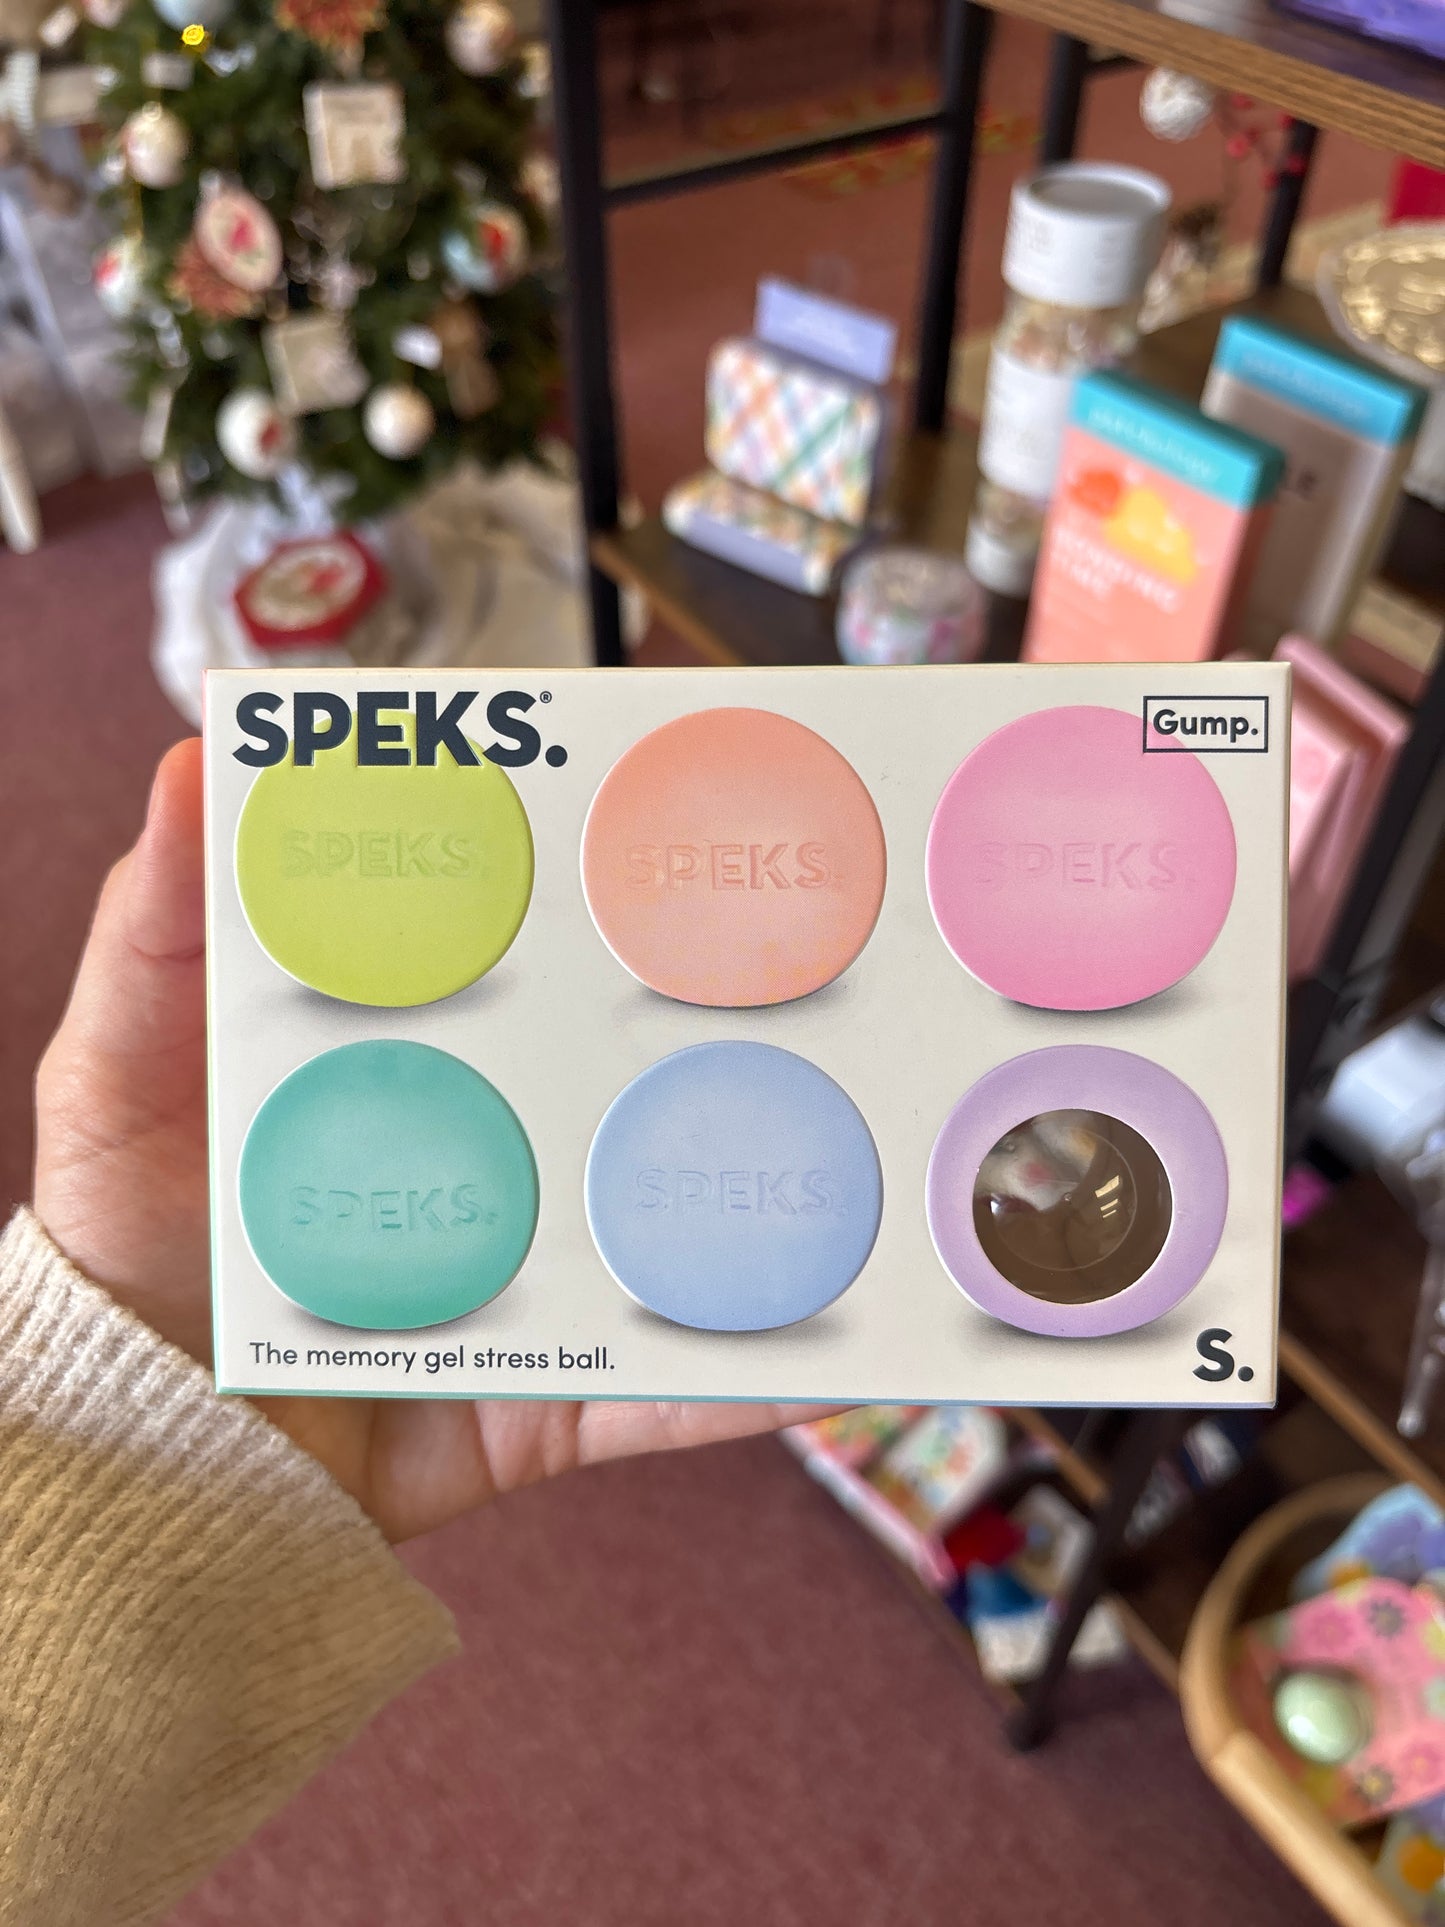 SPEKS.®
Gump.
SPEKS.
SPEKS.
SPEKS.
SPEKS.
SPEKS.
The memory gel stress ball.
S.